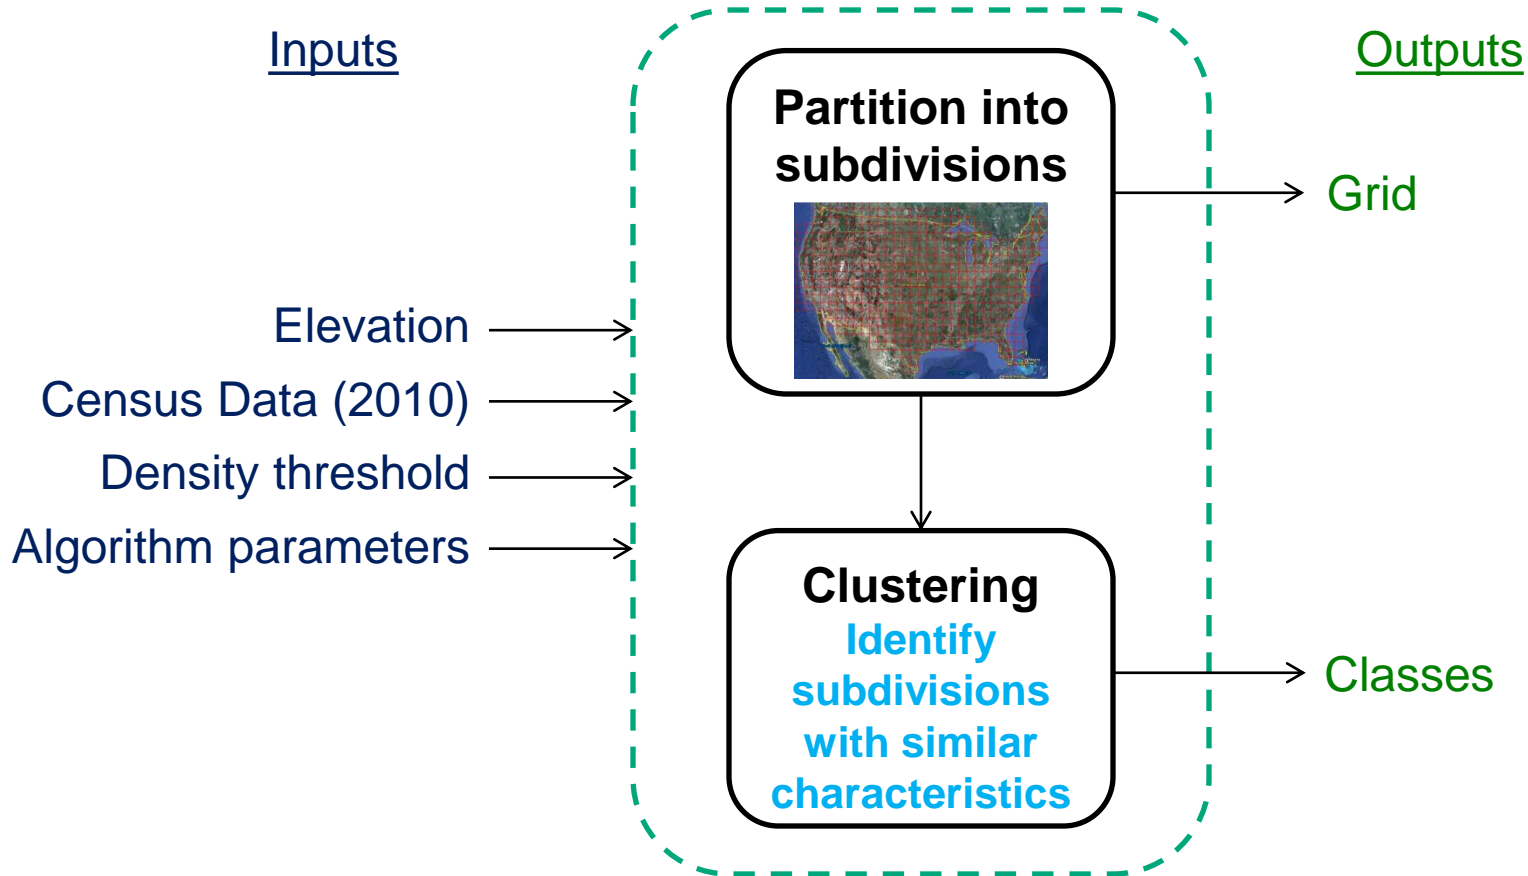 Inputs
Outputs
Partition into
subdivisions
Grid
Elevation
Census Data (2010)
Density threshold
Algorithm parameters
Clustering
Identify
subdivisions
with similar
characteristics
Classes